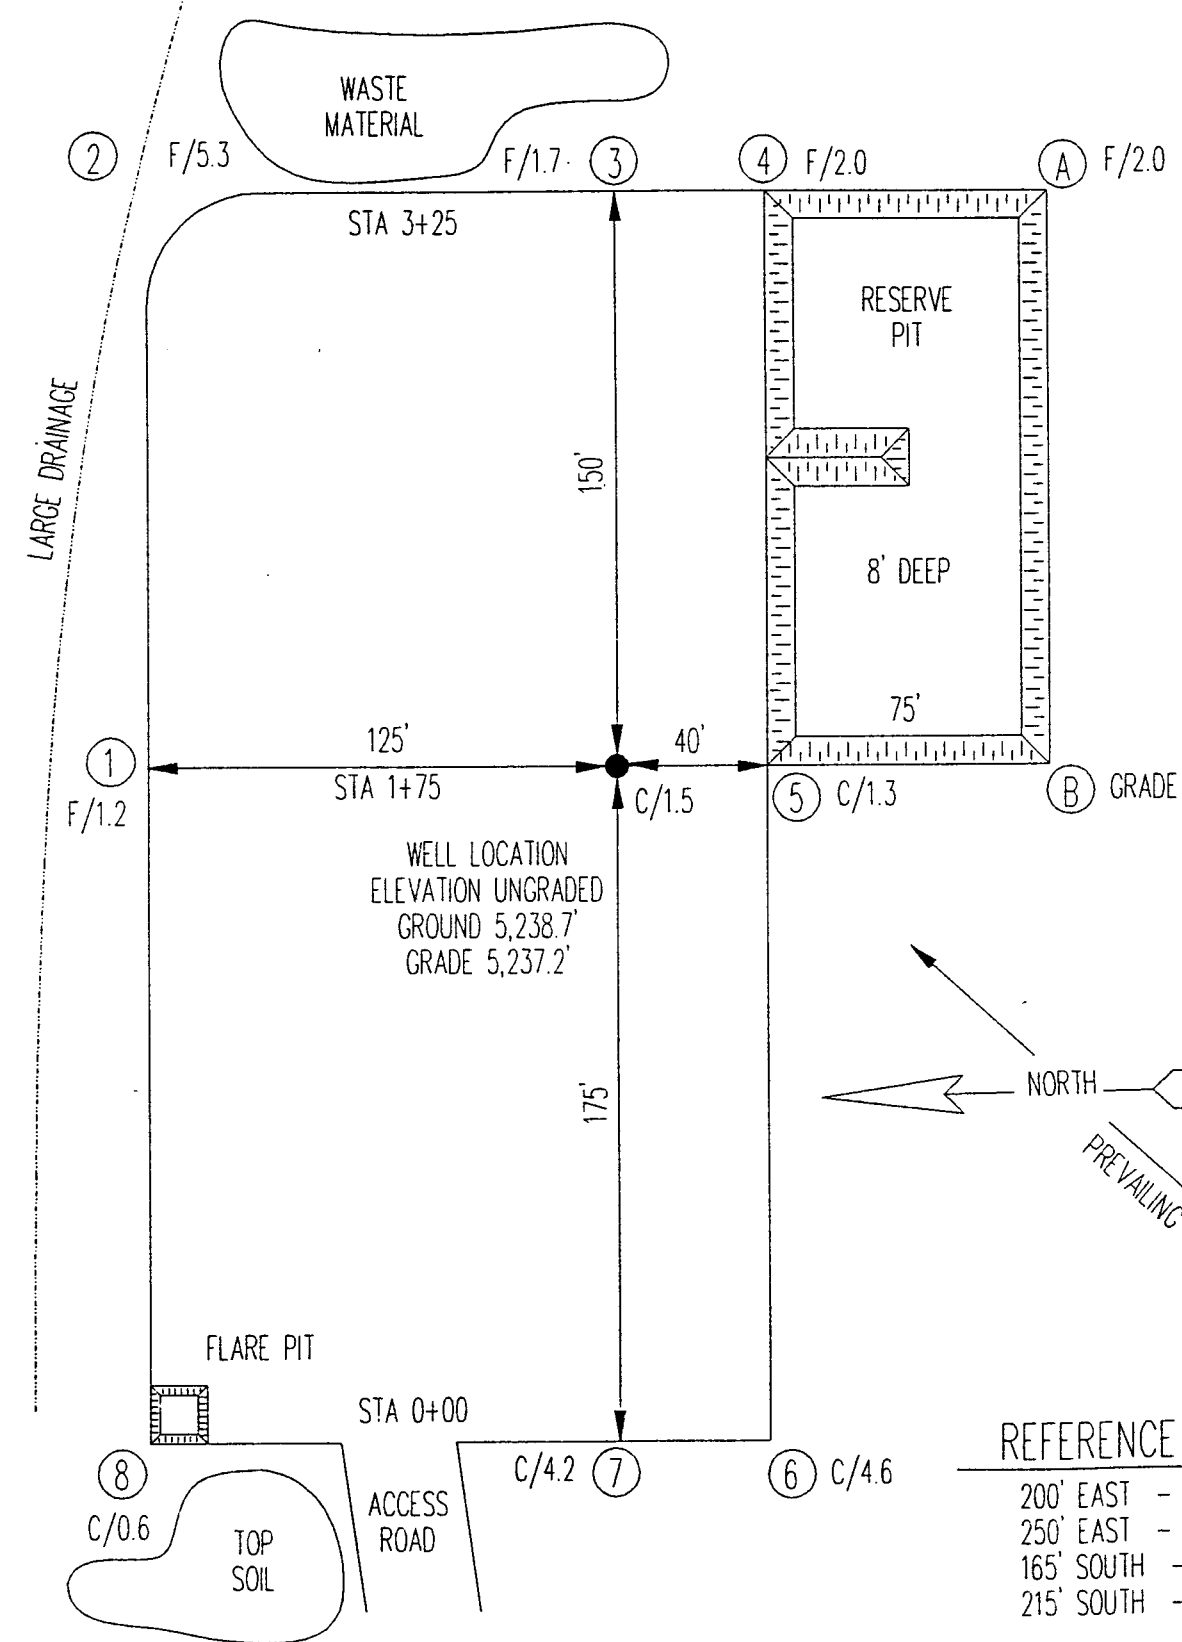 WASTE
MATERIAL
2 F/5.3 F/1.7 3 4 F/2.0 A F/2.0
STA 3+25
RESERVE
PIT
LARGE DRAINAGE
150'
8' DEEP
75'
125' 40'
1 STA 1+75
F/1.2 C/1.5 5 C/1.3 B GRADE
WELL LOCATION
ELEVATION UNGRADED
GROUND 5,238.7'
GRADE 5,237.2'
175'
NORTH
PREVAILING
FLARE PIT
STA 0+00
8 C/4.2 7 6 C/4.6
C/0.6
ACCESS
ROAD
TOP
SOIL
REFERENCE
200' EAST -
250' EAST -
165' SOUTH -
215' SOUTH -